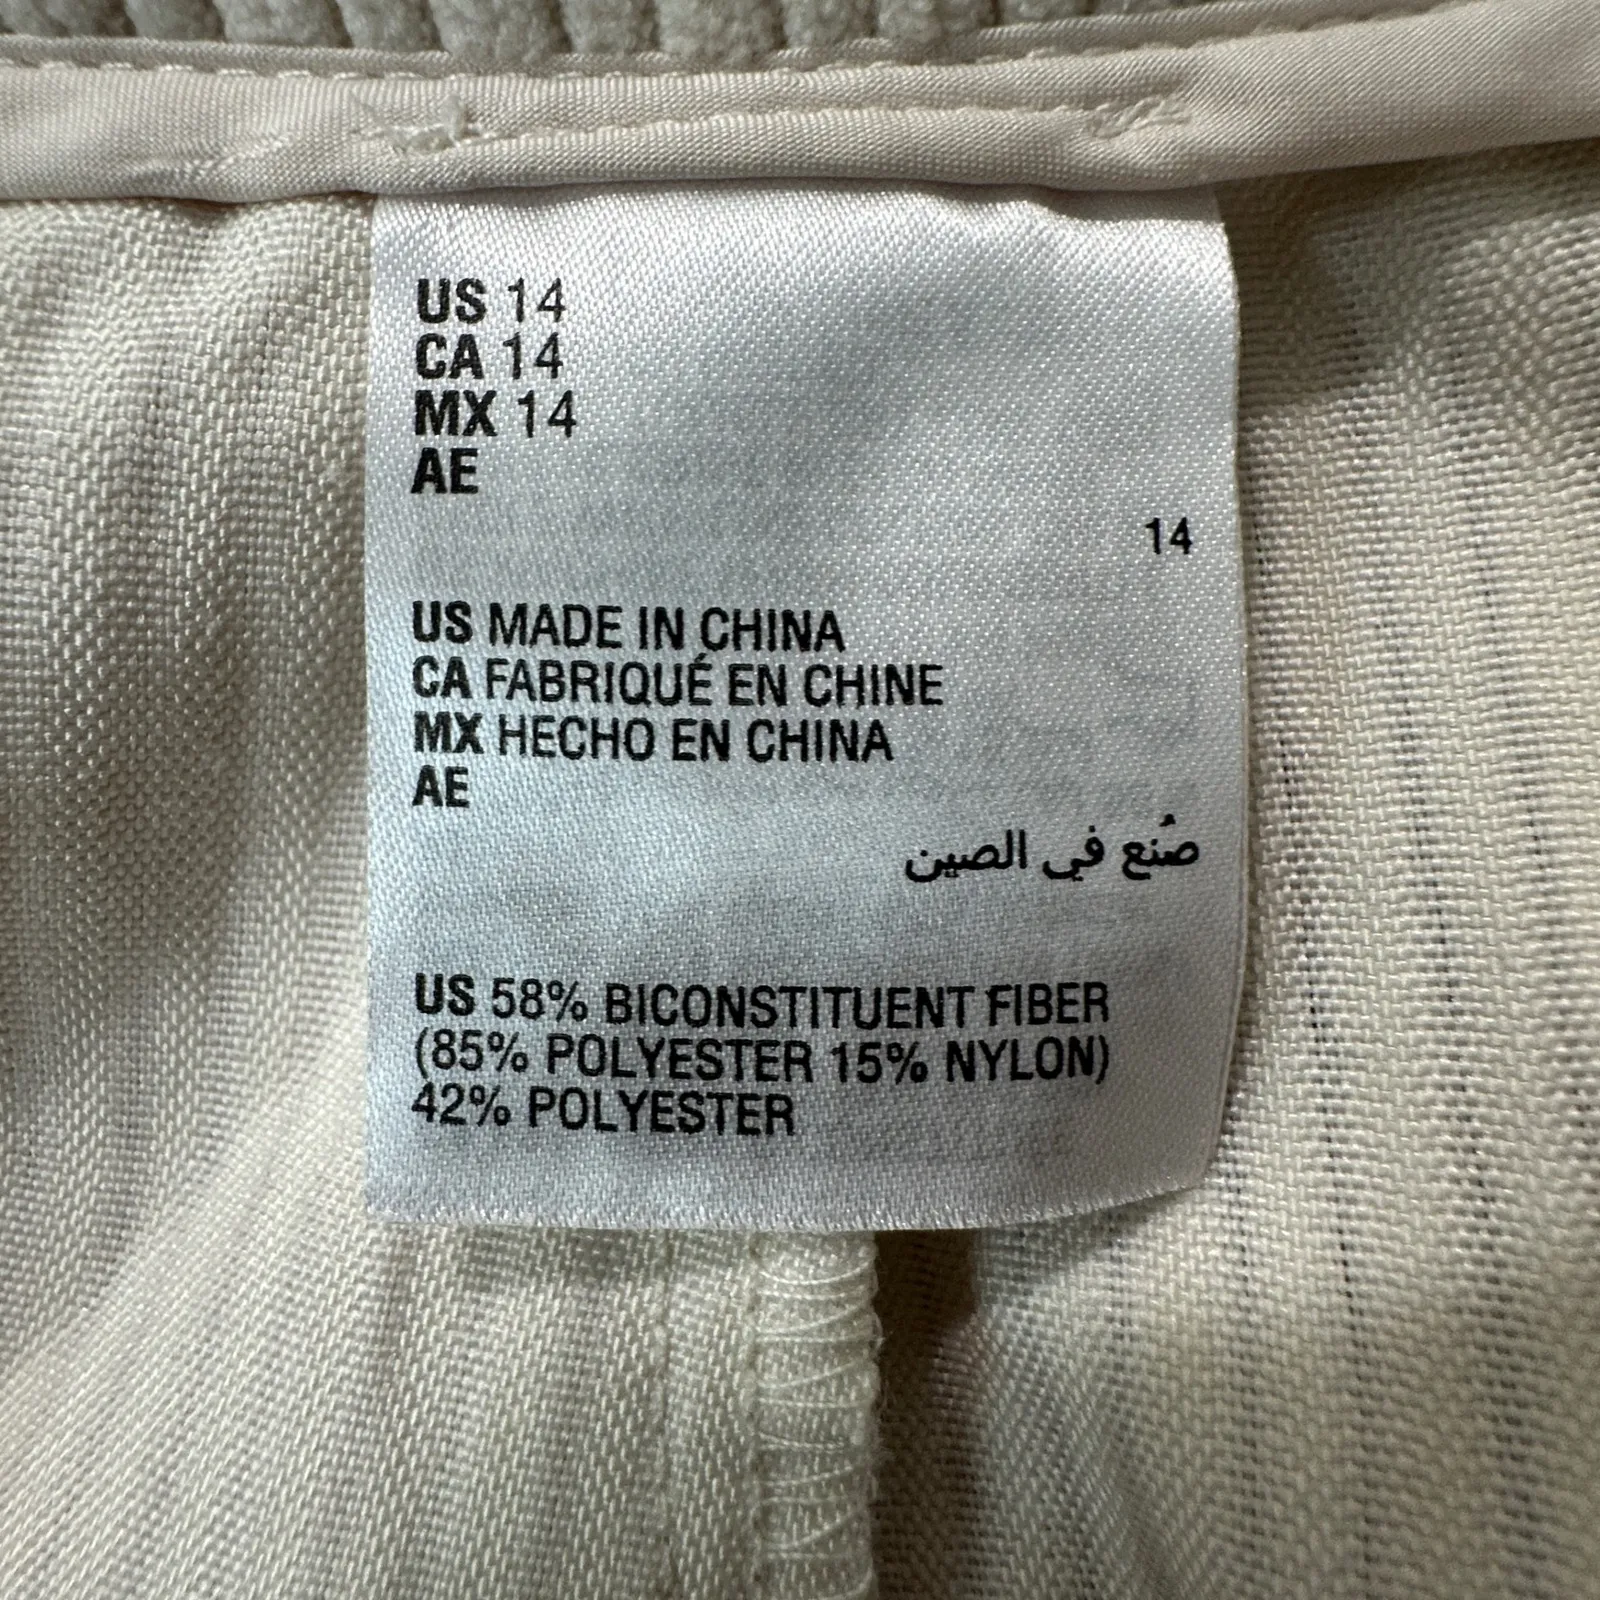 US 14
CA 14
MX 14
AE
14
US MADE IN CHINA
CA FABRIQUÉ EN CHINE
MX HECHO EN CHINA
AE
صُنع في الصين
US 58% BICONSTITUENT FIBER
(85% POLYESTER 15% NYLON)
42% POLYESTER